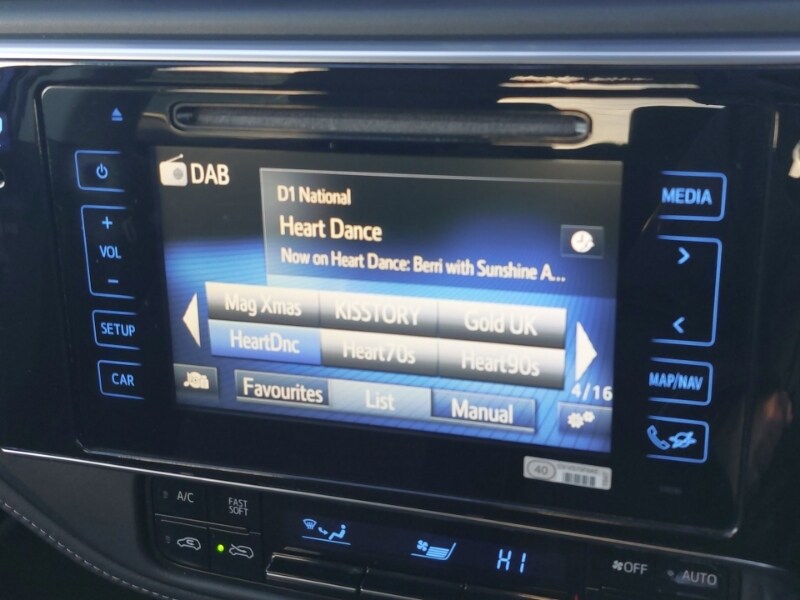 DAB
D1 National
Heart Dance
Now on Heart Dance: Berri with Sunshine A...
Mag Xmas KISSTORY Gold UK
HeartDnc Heart70s Heart90s
4/16
Favourites List Manual
+
VOL
−
SETUP
CAR
MEDIA
>
<
MAP/NAV
40
A/C
FAST
SOFT
HI
OFF
AUTO